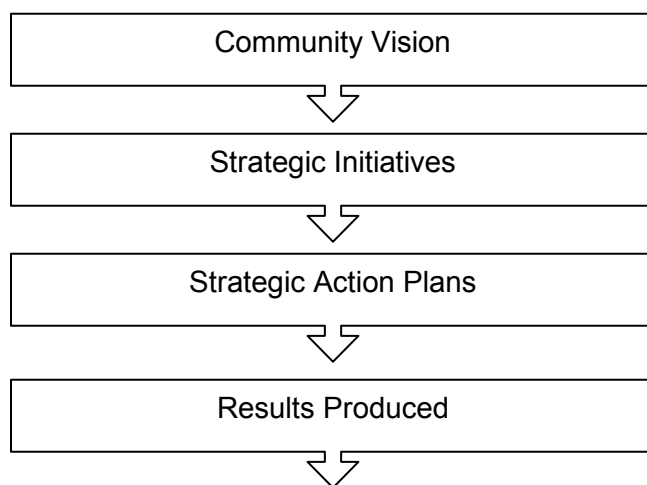 Community Vision
Strategic Initiatives
Strategic Action Plans
Results Produced